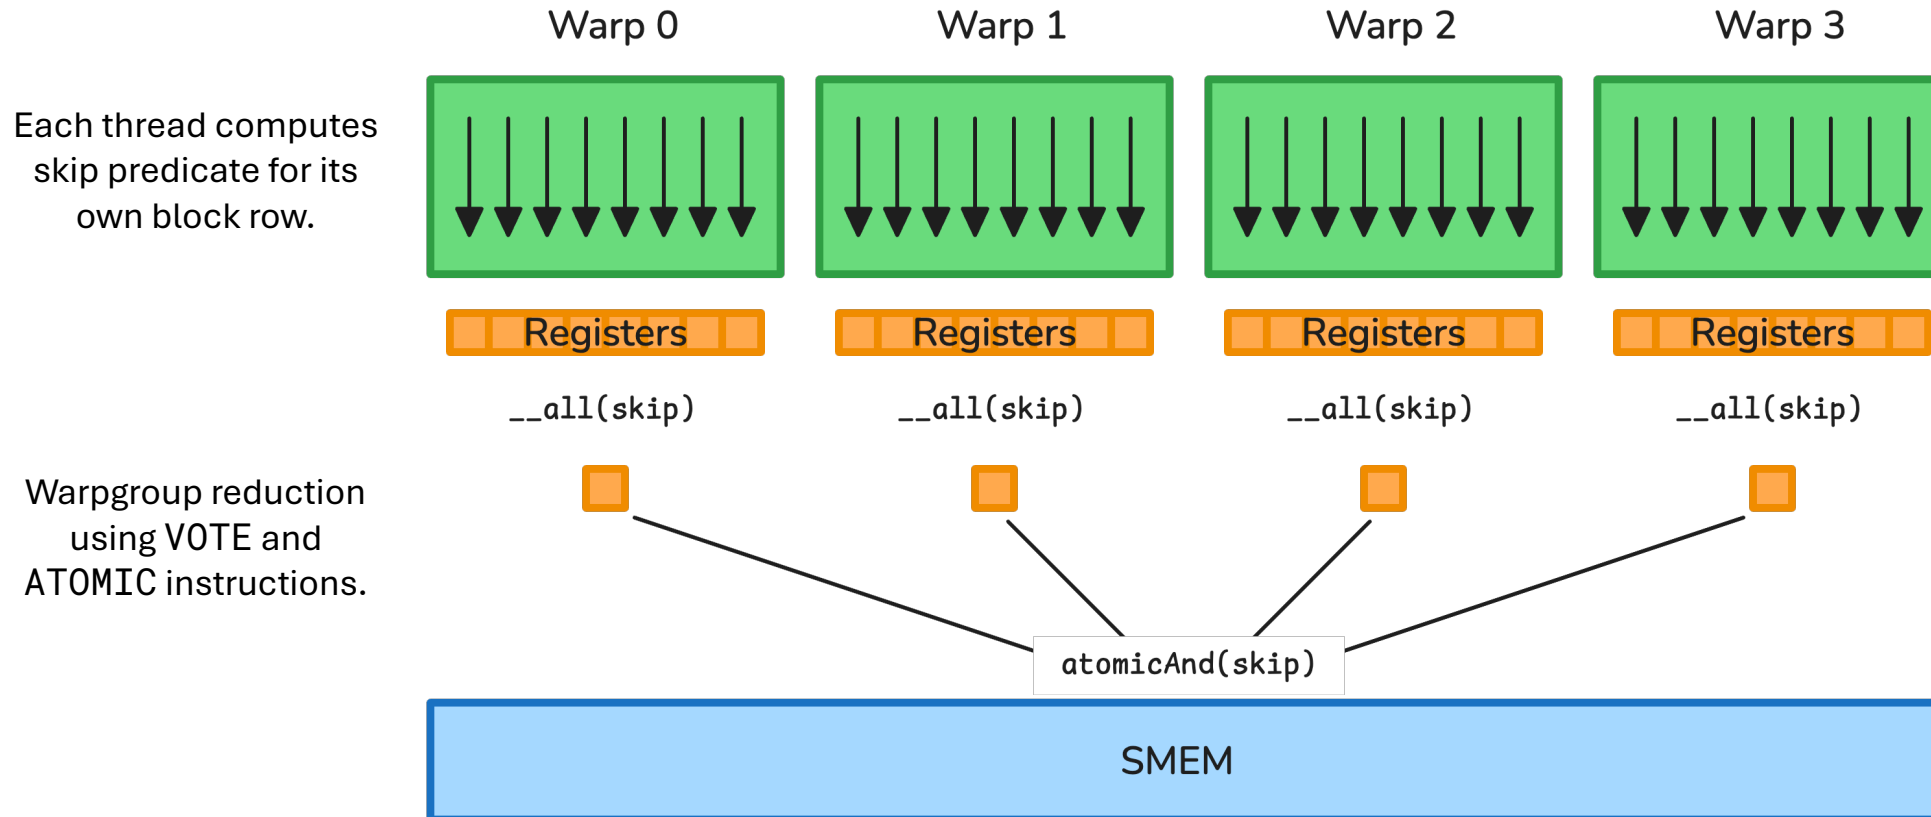 Warp 0
Warp 1
Warp 2
Warp 3
Each thread computes
skip predicate for its
own block row.
Registers
Registers
Registers
Registers
__all(skip)
__all(skip)
__all(skip)
__all(skip)
Warpgroup reduction
using VOTE and
ATOMIC instructions.
atomicAnd(skip)
SMEM